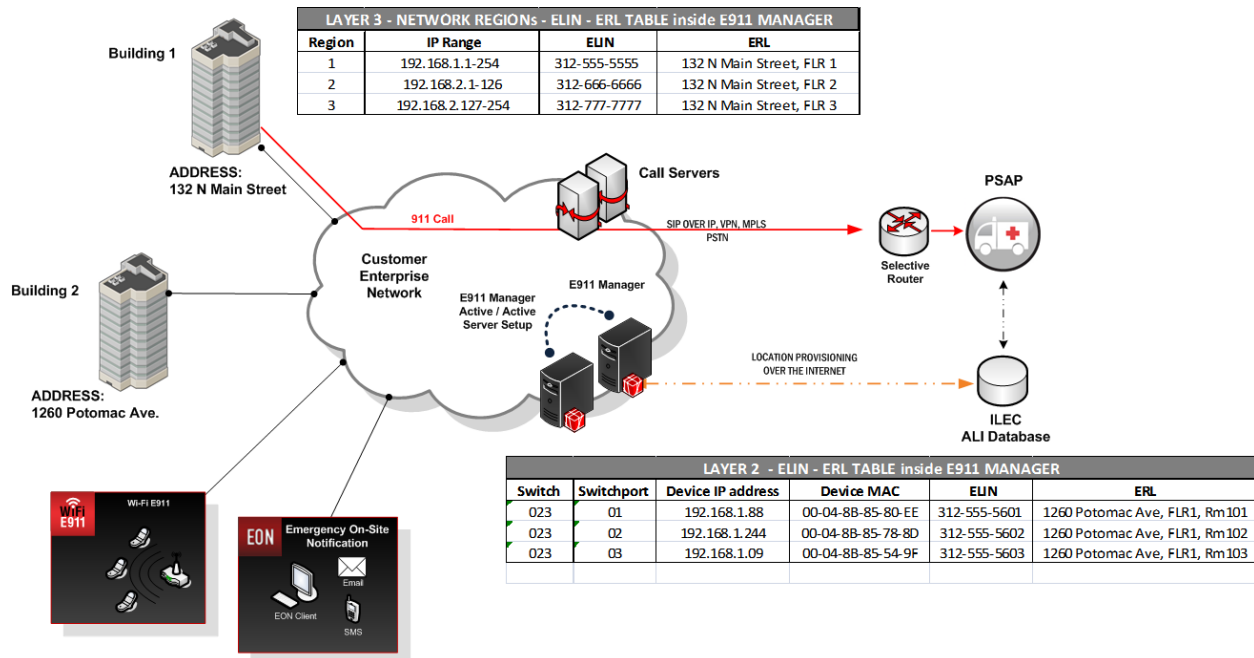 LAYER 3 - NETWORK REGIONs - ELIN - ERL TABLE inside E911 MANAGER
Region IP Range ELIN ERL
1 192.168.1.1-254 312-555-5555 132 N Main Street, FLR 1
2 192.168.2.1-126 312-666-6666 132 N Main Street, FLR 2
3 192.168.2.127-254 312-777-7777 132 N Main Street, FLR 3
Building 1
ADDRESS:
132 N Main Street
Call Servers
PSAP
911 Call
SIP OVER IP, VPN, MPLS
PSTN
Selective
Router
Customer
Enterprise
Network
Building 2
ADDRESS:
1260 Potomac Ave.
E911 Manager
E911 Manager
Active / Active
Server Setup
LOCATION PROVISIONING
OVER THE INTERNET
ILEC
ALI Database
LAYER 2 - ELIN - ERL TABLE inside E911 MANAGER
Switch Switchport Device IP address Device MAC ELIN ERL
023 01 192.168.1.88 00-04-8B-85-80-EE 312-555-5601 1260 Potomac Ave, FLR1, Rm101
023 02 192.168.1.244 00-04-8B-85-78-8D 312-555-5602 1260 Potomac Ave, FLR1, Rm102
023 03 192.168.1.09 00-04-8B-85-54-9F 312-555-5603 1260 Potomac Ave, FLR1, Rm103
WiFi
E911
Wi-Fi E911
EON
Emergency On-Site
Notification
Email
EON Client
SMS